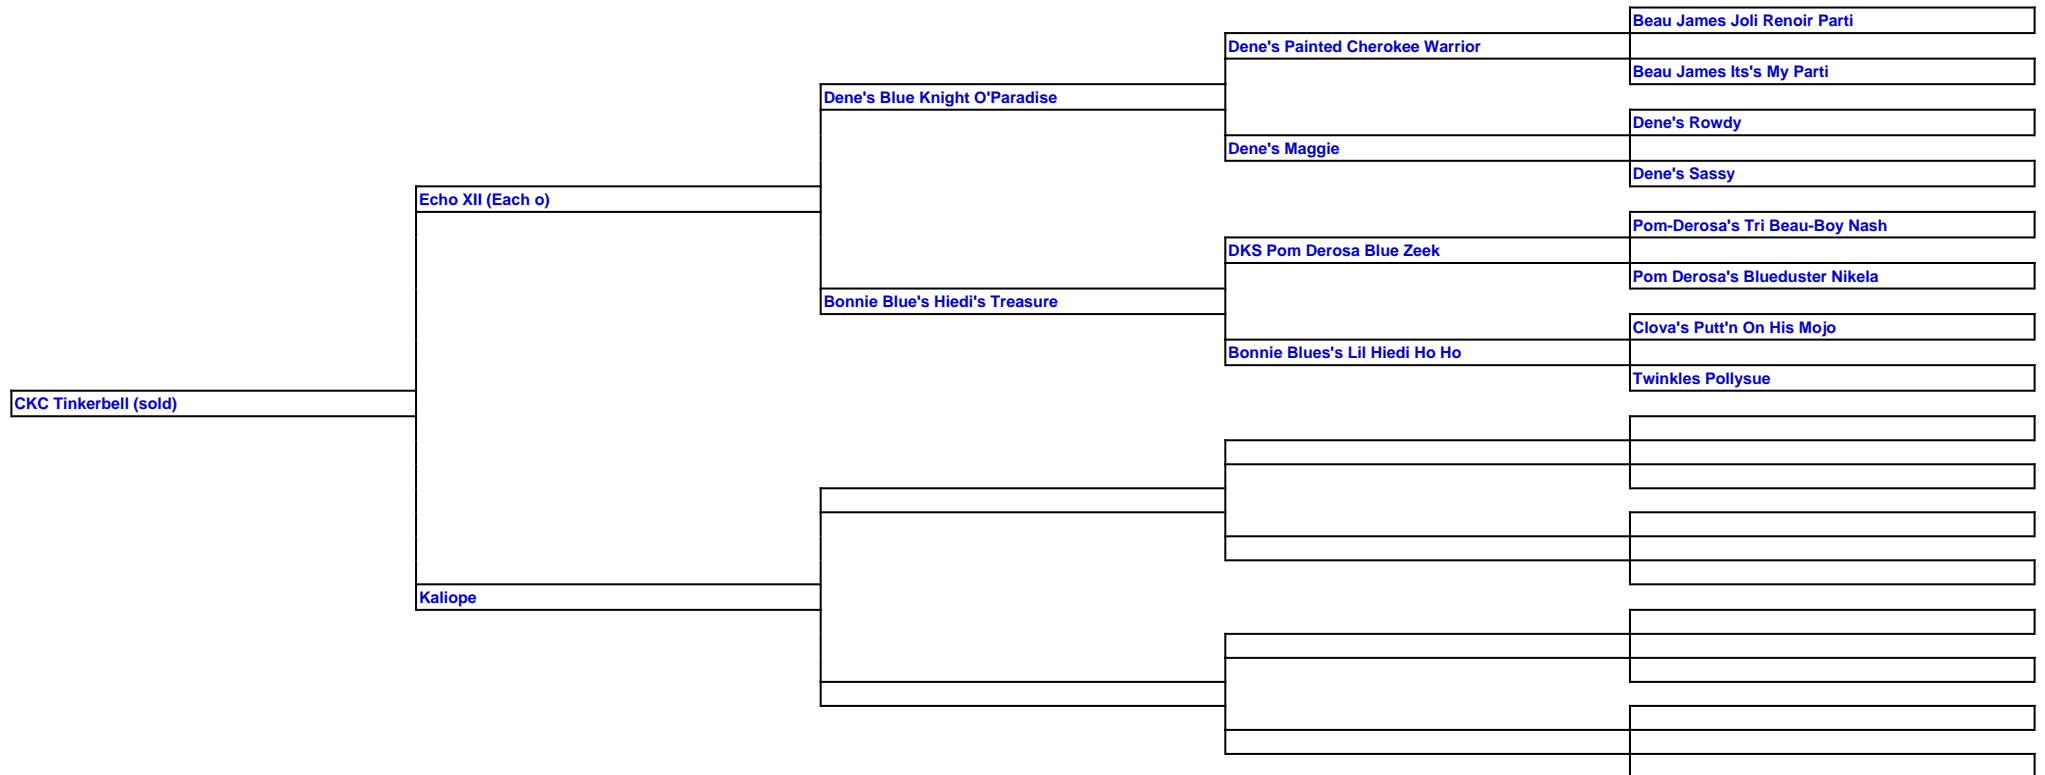 Beau James Joli Renoir Parti
Dene's Painted Cherokee Warrior
Beau James Its's My Parti
Dene's Blue Knight O'Paradise
Dene's Rowdy
Dene's Maggie
Dene's Sassy
Echo XII (Each o)
Pom-Derosa's Tri Beau-Boy Nash
DKS Pom Derosa Blue Zeek
Pom Derosa's Blueduster Nikela
Bonnie Blue's Hiedi's Treasure
Clova's Putt'n On His Mojo
Bonnie Blues's Lil Hiedi Ho Ho
Twinkles Pollysue
CKC Tinkerbell (sold)
Kaliope